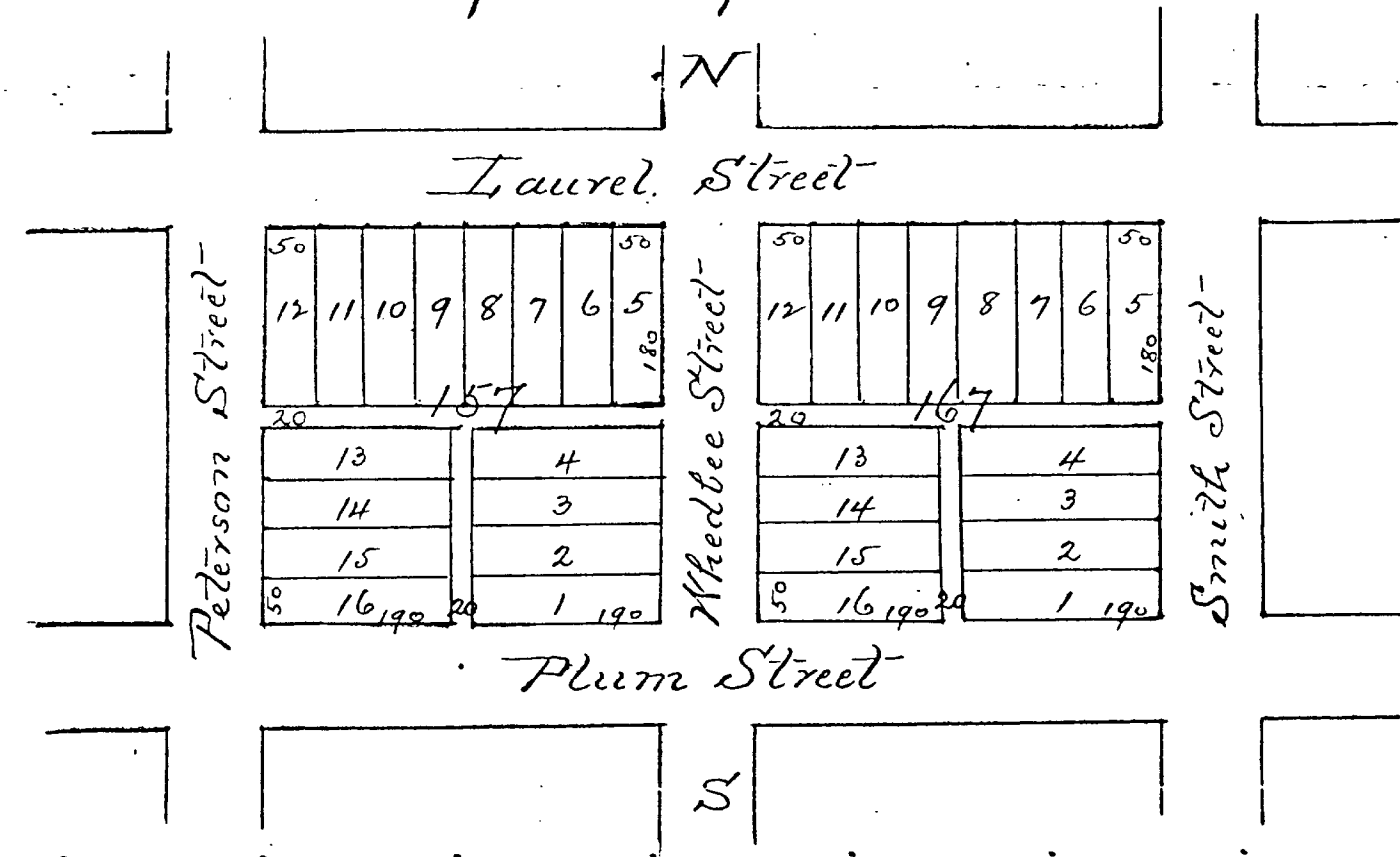 N
Laurel. Street
50 50 50 50
12 11 10 9 8 7 6 5 12 11 10 9 8 7 6 5
180 180
157 167
20 20
13 4 13 4
14 3 14 3
15 2 15 2
50 16 190 20 1 190 50 16 190 20 1 190
Peterson Street
Whedbee Street
Smith Street
Plum Street
S